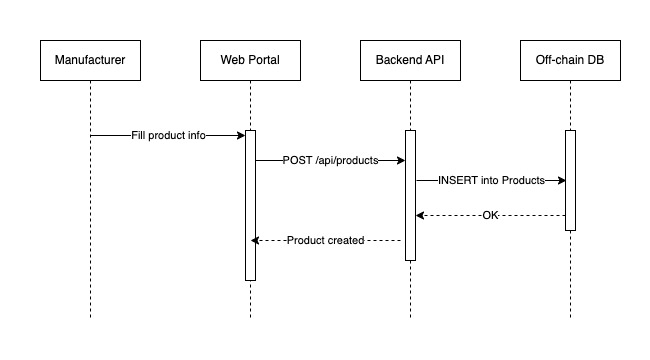 Manufacturer
Web Portal
Backend API
Off-chain DB
Fill product info
POST /api/products
INSERT into Products
OK
Product created